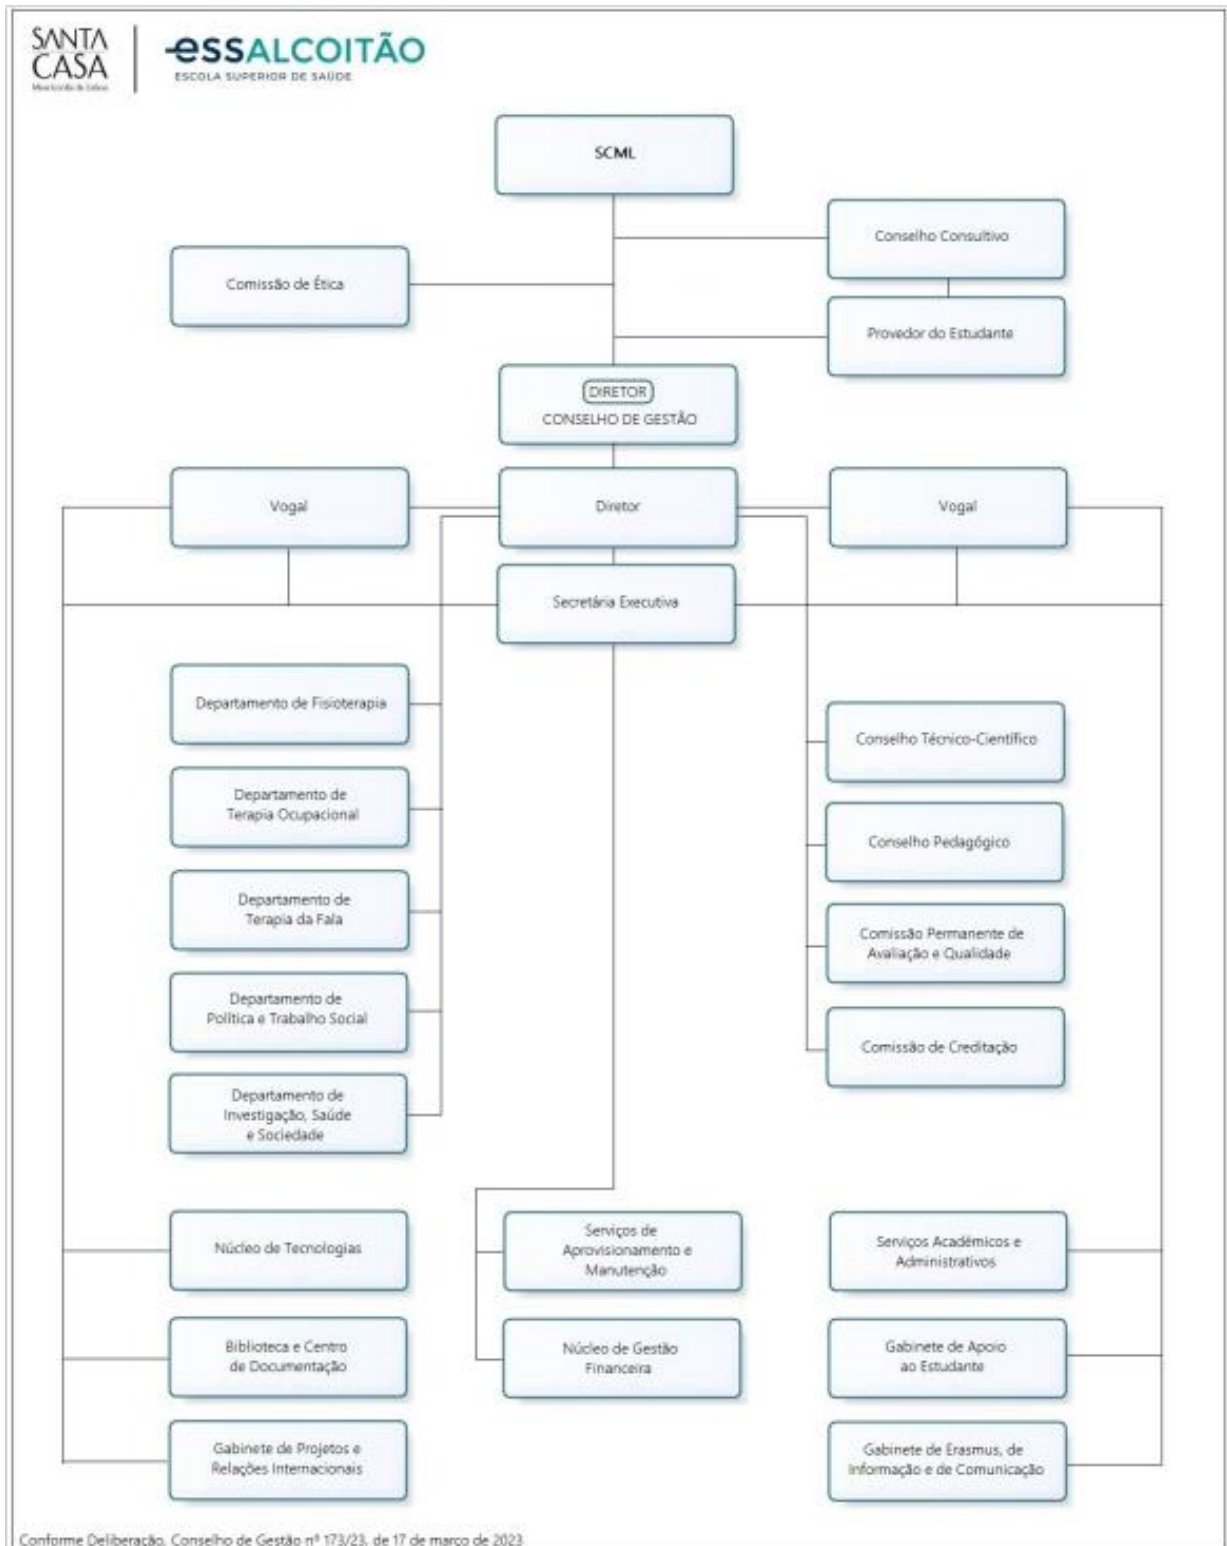 SANTA
CASA
Misericórdia de Lisboa
ESSALCOITÃO
ESCOLA SUPERIOR DE SAÚDE
SCML
Conselho Consultivo
Comissão de Ética
Provedor do Estudante
DIRETOR
CONSELHO DE GESTÃO
Vogal
Diretor
Vogal
Secretária Executiva
Departamento de Fisioterapia
Departamento de
Terapia Ocupacional
Departamento de
Terapia da Fala
Departamento de
Política e Trabalho Social
Departamento de
Investigação, Saúde
e Sociedade
Conselho Técnico-Científico
Conselho Pedagógico
Comissão Permanente de
Avaliação e Qualidade
Comissão de Creditação
Núcleo de Tecnologias
Biblioteca e Centro
de Documentação
Gabinete de Projetos e
Relações Internacionais
Serviços de
Aprovisionamento e
Manutenção
Núcleo de Gestão
Financeira
Serviços Académicos e
Administrativos
Gabinete de Apoio
ao Estudante
Gabinete de Erasmus, de
Informação e de Comunicação
Conforme Deliberação, Conselho de Gestão nº 173/23, de 17 de março de 2023